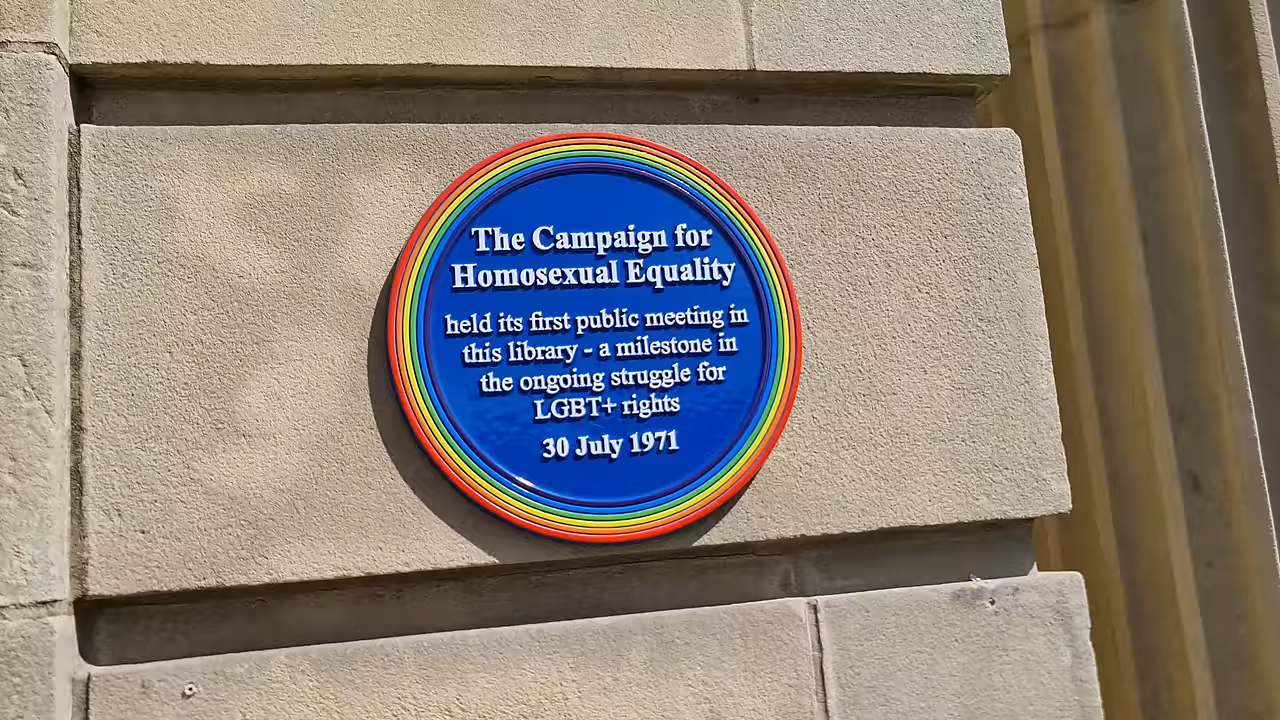 The Campaign for
Homosexual Equality
held its first public meeting in
this library - a milestone in
the ongoing struggle for
LGBT+ rights
30 July 1971